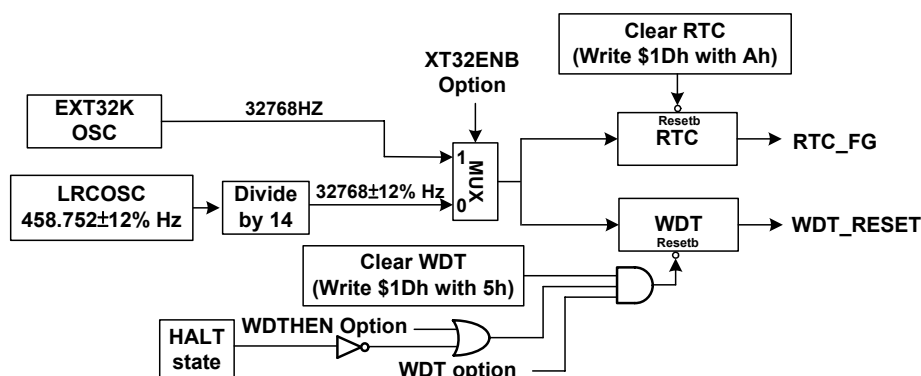 Clear RTC
(Write $1Dh with Ah)
XT32ENB
Option
EXT32K
OSC
32768HZ
Resetb
RTC
RTC_FG
1
MUX
0
LRCOSC
458.752±12% Hz
Divide
by 14
32768±12% Hz
WDT
Resetb
WDT_RESET
Clear WDT
(Write $1Dh with 5h)
WDTHEN Option
HALT
state
WDT option